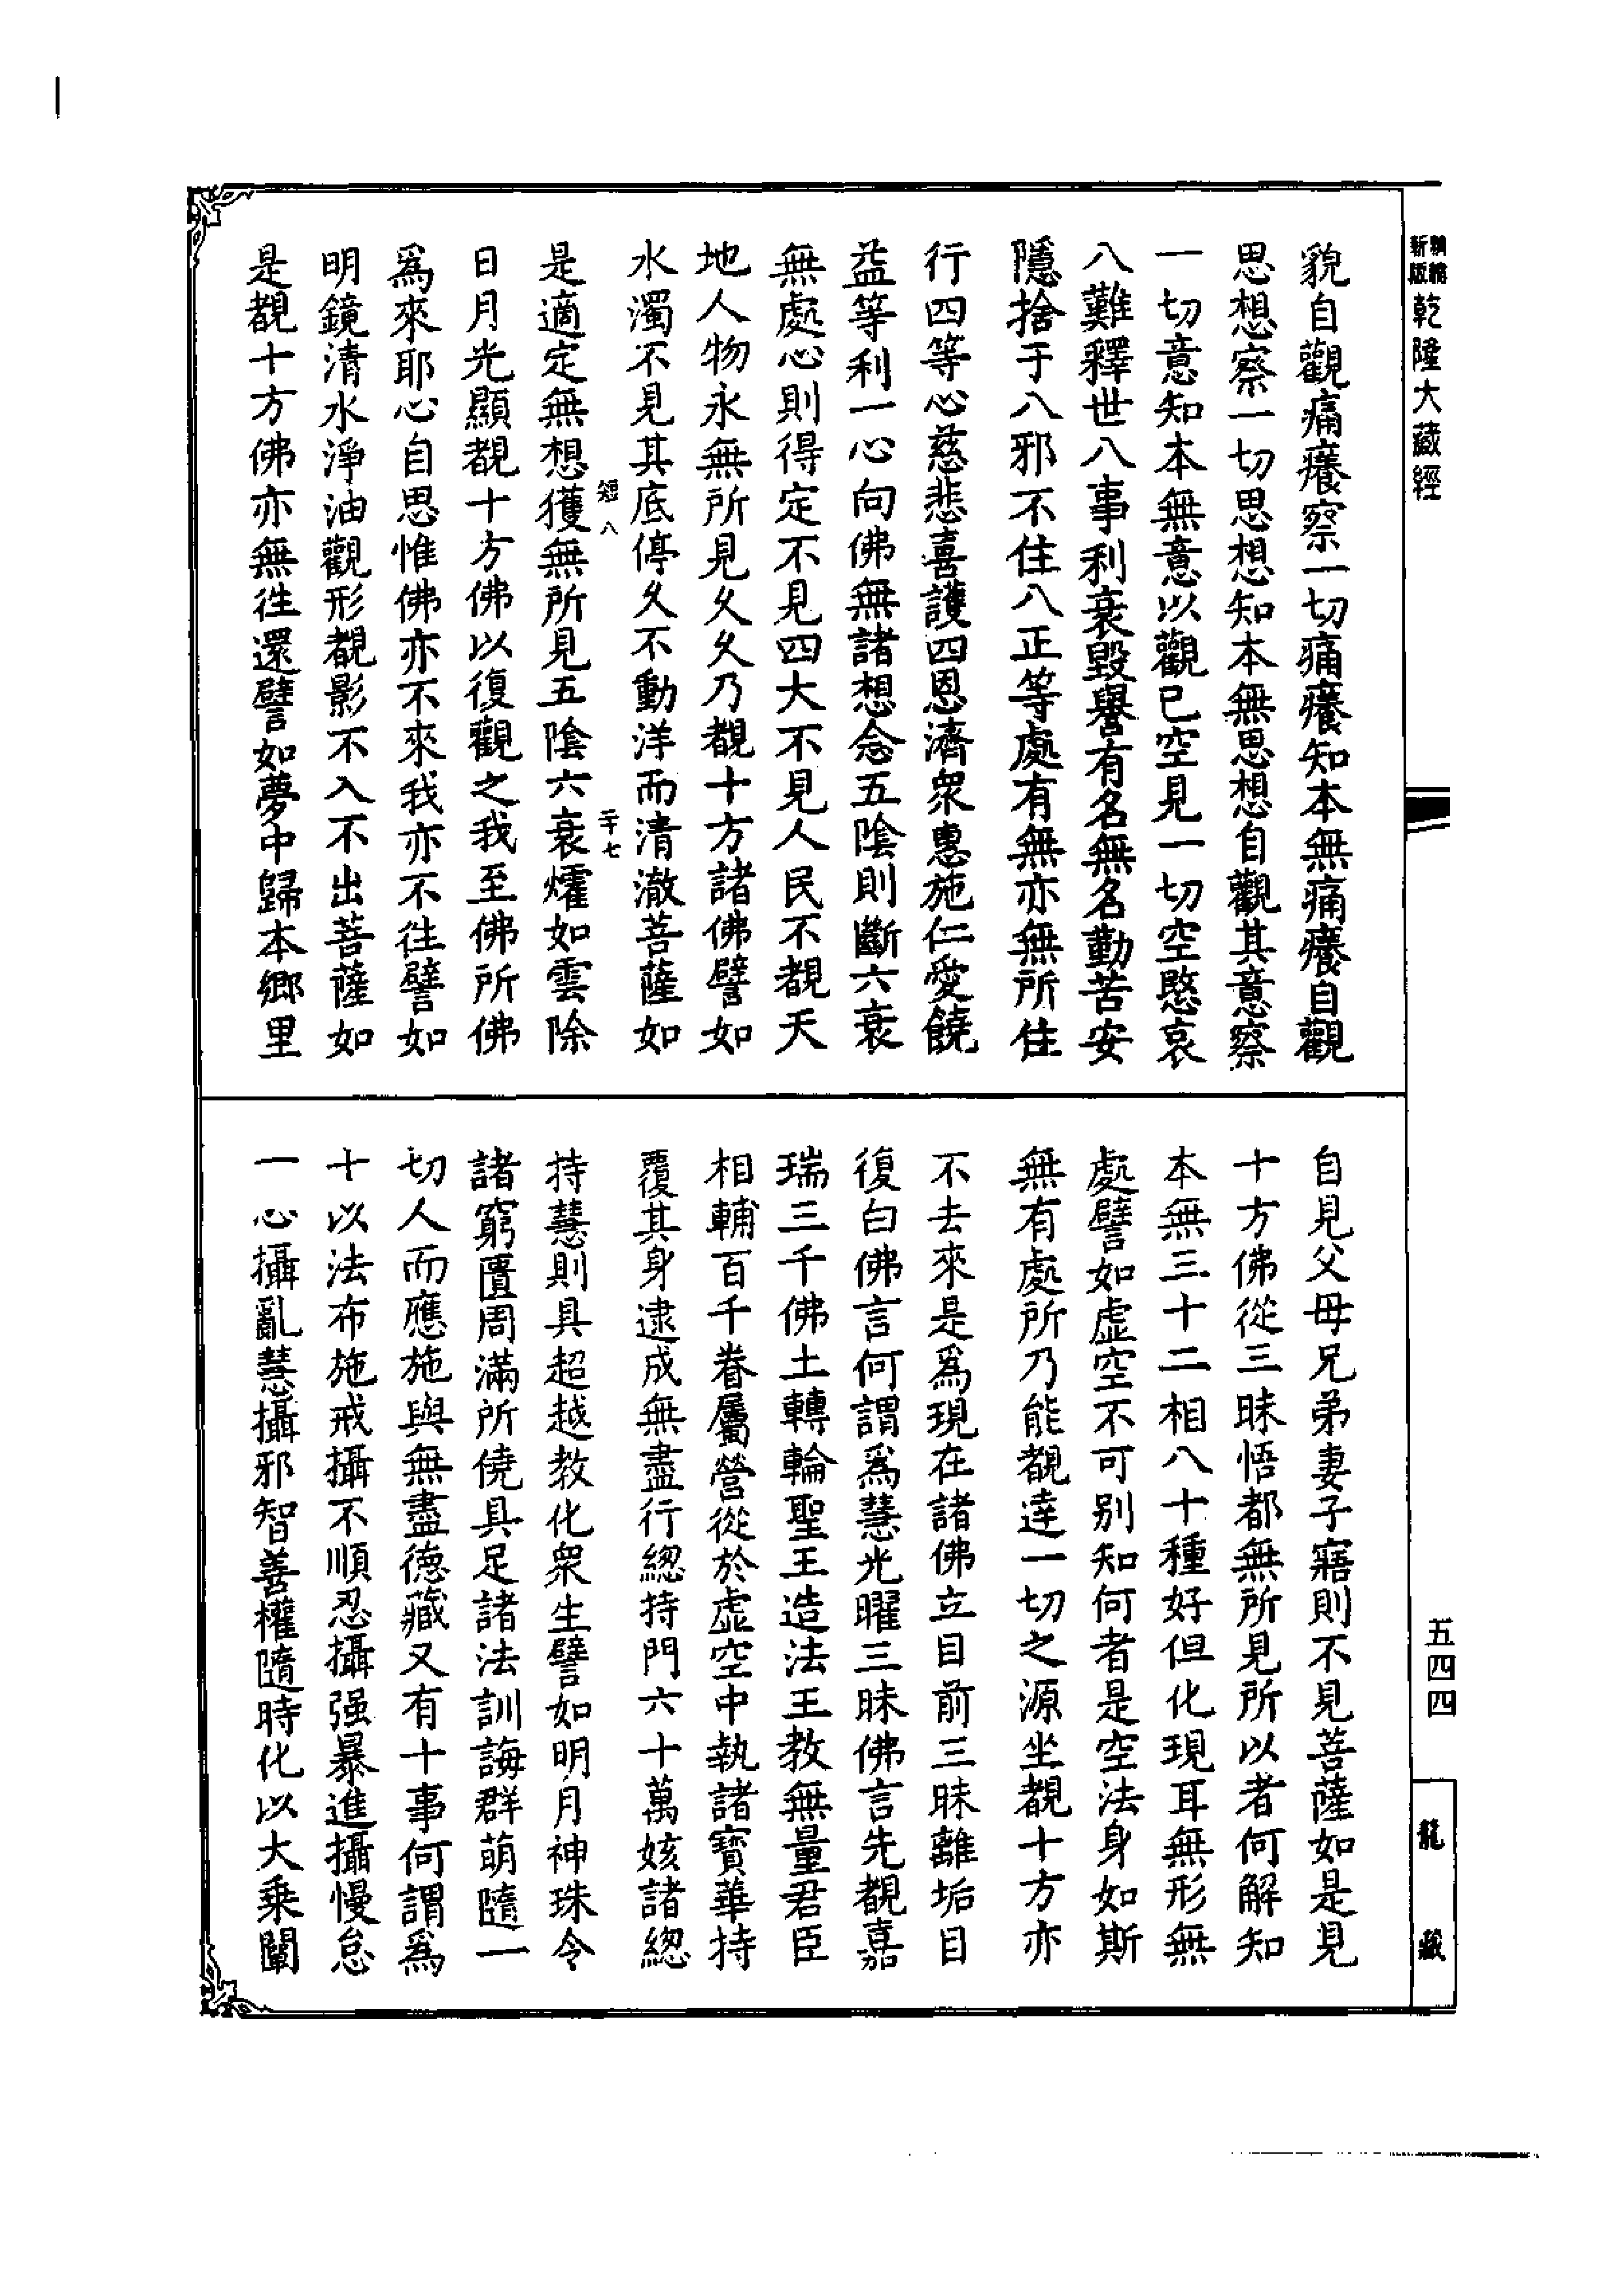 精縮新版乾隆大藏經
貌自觀痛癢察一切痛癢知本無痛癢自觀
思想察一切思想知本無思想自觀其意察
一切意知本無意以觀已空見一切空愍哀
八難釋世八事利衰毀譽有名無名勤苦安
隱捨于八邪不住八正等處有無亦無所住
行四等心慈悲喜護四恩濟衆惠施仁愛饒
益等利一心向佛無諸想念五陰則斷六衰
無處心則得定不見四大不見人民不覩天
地人物永無所見久久乃覩十方諸佛譬如
水濁不見其底停久不動洋而清澈菩薩如
短八 二十七
是適定無想獲無所見五陰六衰㸌如雲除
日月光顯覩十方佛以復觀之我至佛所佛
爲來耶心自思惟佛亦不來我亦不往譬如
明鏡清水淨油觀形覩影不入不出菩薩如
是覩十方佛亦無往還譬如夢中歸本鄉里
自見父母兄弟妻子寤則不見菩薩如是見
十方佛從三昧悟都無所見所以者何解知
本無三十二相八十種好但化現耳無形無
處譬如虛空不可别知何者是空法身如斯
無有處所乃能覩達一切之源坐覩十方亦
不去來是爲現在諸佛立目前三昧離垢目
復白佛言何謂爲慧光曜三昧佛言先覩嘉
瑞三千佛土轉輪聖王造法王教無量君臣
相輔百千眷屬營從於虛空中執諸寶華持
覆其身逮成無盡行緫持門六十萬姟諸緫
持慧則具超越教化衆生譬如明月神珠令
諸窮匱周滿所僥具足諸法訓誨群萌隨一
切人而應施與無盡德藏又有十事何謂爲
十以法布施戒攝不順忍攝强暴進攝慢怠
一心攝亂慧攝邪智善權隨時化以大乘闡
五四四
龍藏